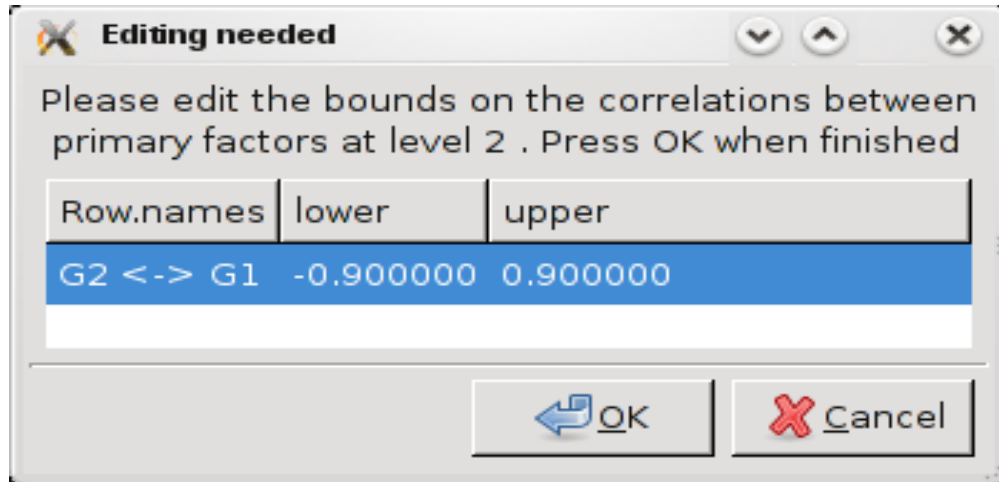 Editing needed
Please edit the bounds on the correlations between
primary factors at level 2 . Press OK when finished
Row.names lower upper
G2 <-> G1 -0.900000 0.900000
OK Cancel